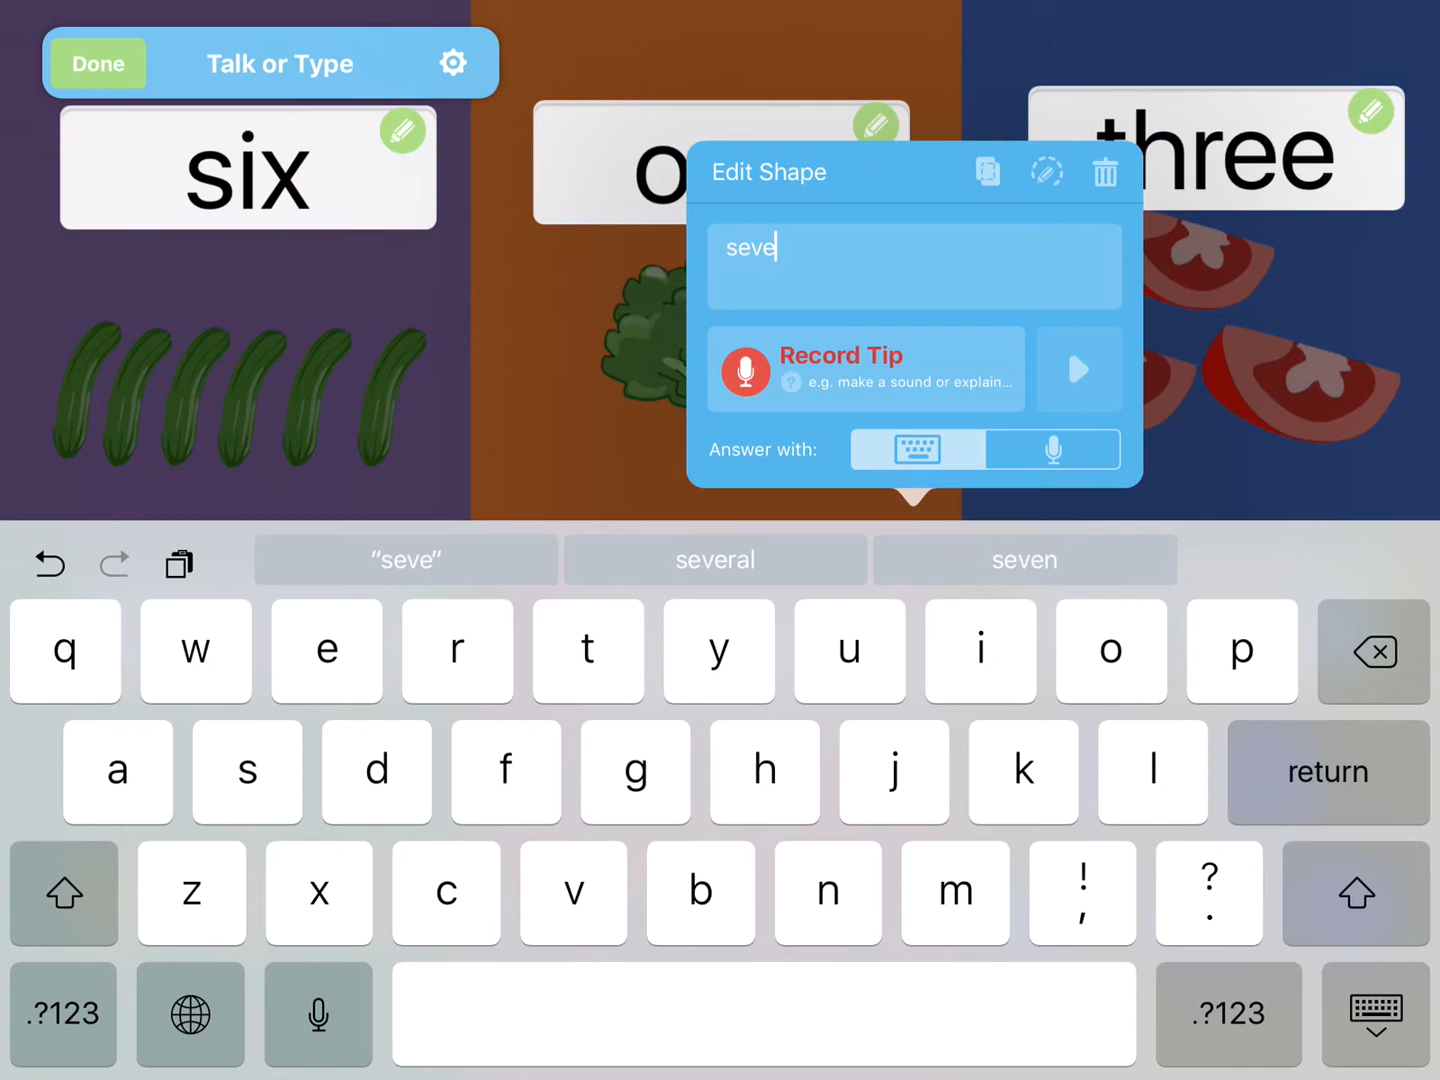 Done
Talk or Type
six
o
three
Edit Shape
seve
Record Tip
? e.g. make a sound or explain...
Answer with:
“seve”
several
seven
q w e r t y u i o p
a s d f g h j k l return
z x c v b n m ! , ? .
.?123 .?123